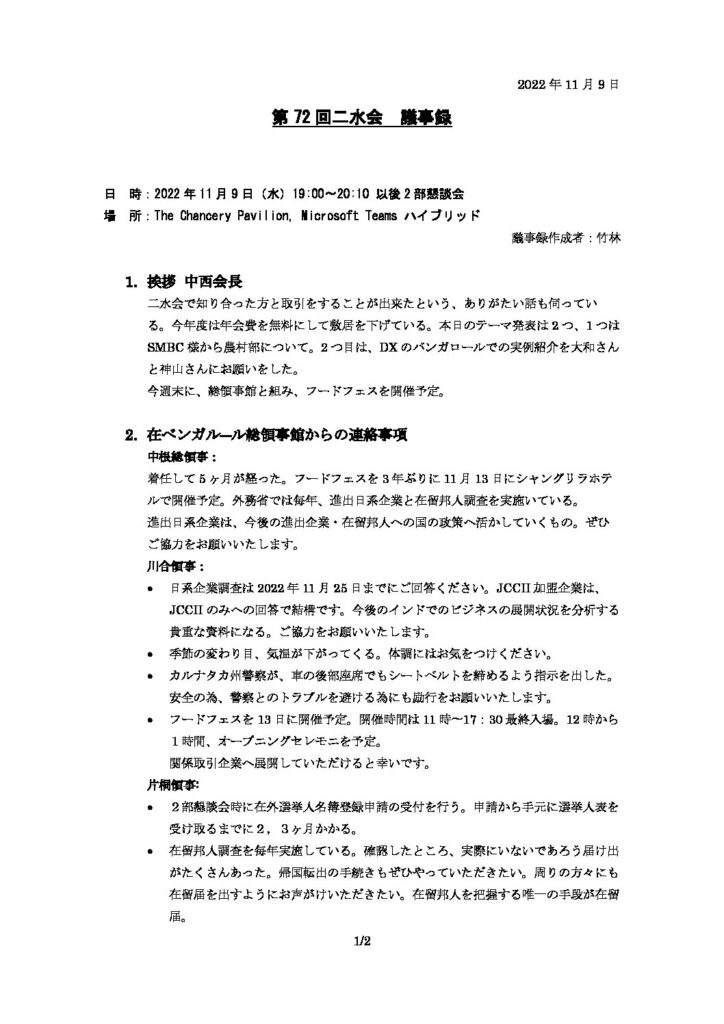 2022 年 11 月 9 日
第 72 回二水会　議事録
日　時：2022 年 11 月 9 日（水）19:00～20:10 以後 2 部懇談会
場　所：The Chancery Pavilion, Microsoft Teams ハイブリッド
議事録作成者：竹林
1. 挨拶 中西会長
二水会で知り合った方と取引をすることが出来たという、ありがたい話も伺ってい
る。今年度は年会費を無料にして敷居を下げている。本日のテーマ発表は 2 つ、1 つは
SMBC 様から農村部について。2 つ目は、DX のバンガロールでの実例紹介を大和さん
と神山さんにお願いをした。
今週末に、総領事館と組み、フードフェスを開催予定。
2. 在ベンガルール総領事館からの連絡事項
中根総領事：
着任して 5 ヶ月が経った。フードフェスを 3 年ぶりに 11 月 13 日にシャングリラホテ
ルで開催予定。外務省では毎年、進出日系企業と在留邦人調査を実施いている。
進出日系企業は、今後の進出企業・在留邦人への国の政策へ活かしていくもの。ぜひ
ご協力をお願いいたします。
川合領事：
• 日系企業調査は 2022 年 11 月 25 日までにご回答ください。JCCII 加盟企業は、
JCCII のみへの回答で結構です。今後のインドでのビジネスの展開状況を分析する
貴重な資料になる。ご協力をお願いいたします。
• 季節の変わり目、気温が下がってくる。体調にはお気をつけください。
• カルナタカ州警察が、車の後部座席でもシートベルトを締めるよう指示を出した。
安全の為、警察とのトラブルを避ける為にも励行をお願いいたします。
• フードフェスを 13 日に開催予定。開催時間は 11 時～17：30 最終入場。12 時から
1 時間、オープニングセレモニを予定。
関係取引企業へ展開していただけると幸いです。
片桐領事:
• ２部懇談会時に在外選挙人名簿登録申請の受付を行う。申請から手元に選挙人表を
受け取るまでに２，３ヶ月かかる。
• 在留邦人調査を毎年実施している。確認したところ、実際にいないであろう届け出
がたくさんあった。帰国転出の手続きもぜひやっていただきたい。周りの方々にも
在留届を出すようにお声がけいただきたい。在留邦人を把握する唯一の手段が在留
届。
1/2